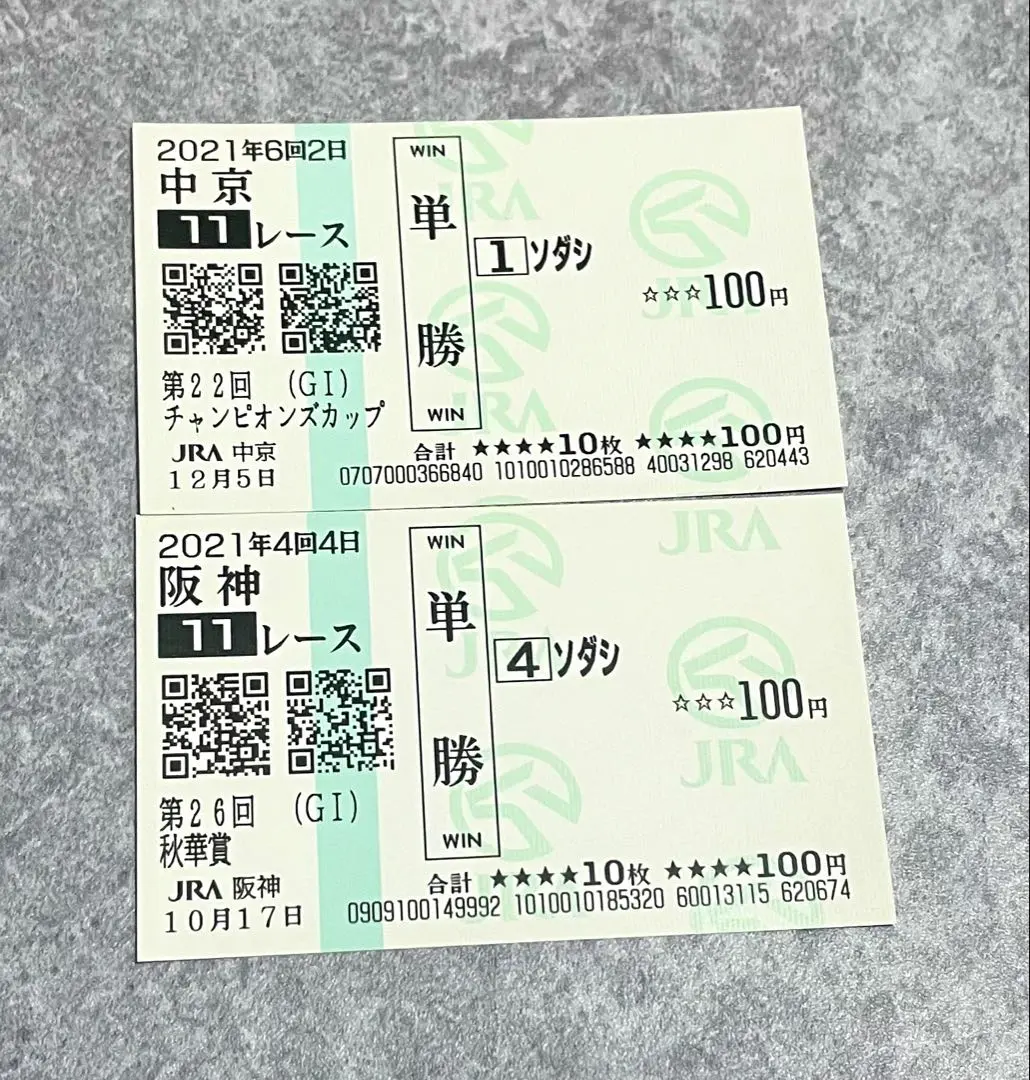 2021年6回2日
中京
11レース
第22回 (GI)
チャンピオンズカップ
JRA 中京
12月5日
WIN
単勝
WIN
1 ソダシ
☆☆☆100円
合計 ★★★★10枚 ★★★★100円
0707000366840 1010010286588 40031298 620443
JRA
JRA
JRA
JRA
2021年4回4日
阪神
11レース
第26回 (GI)
秋華賞
JRA 阪神
10月17日
WIN
単勝
WIN
4 ソダシ
☆☆☆100円
合計 ★★★★10枚 ★★★★100円
0909100149992 1010010185320 60013115 620674
JRA
JRA